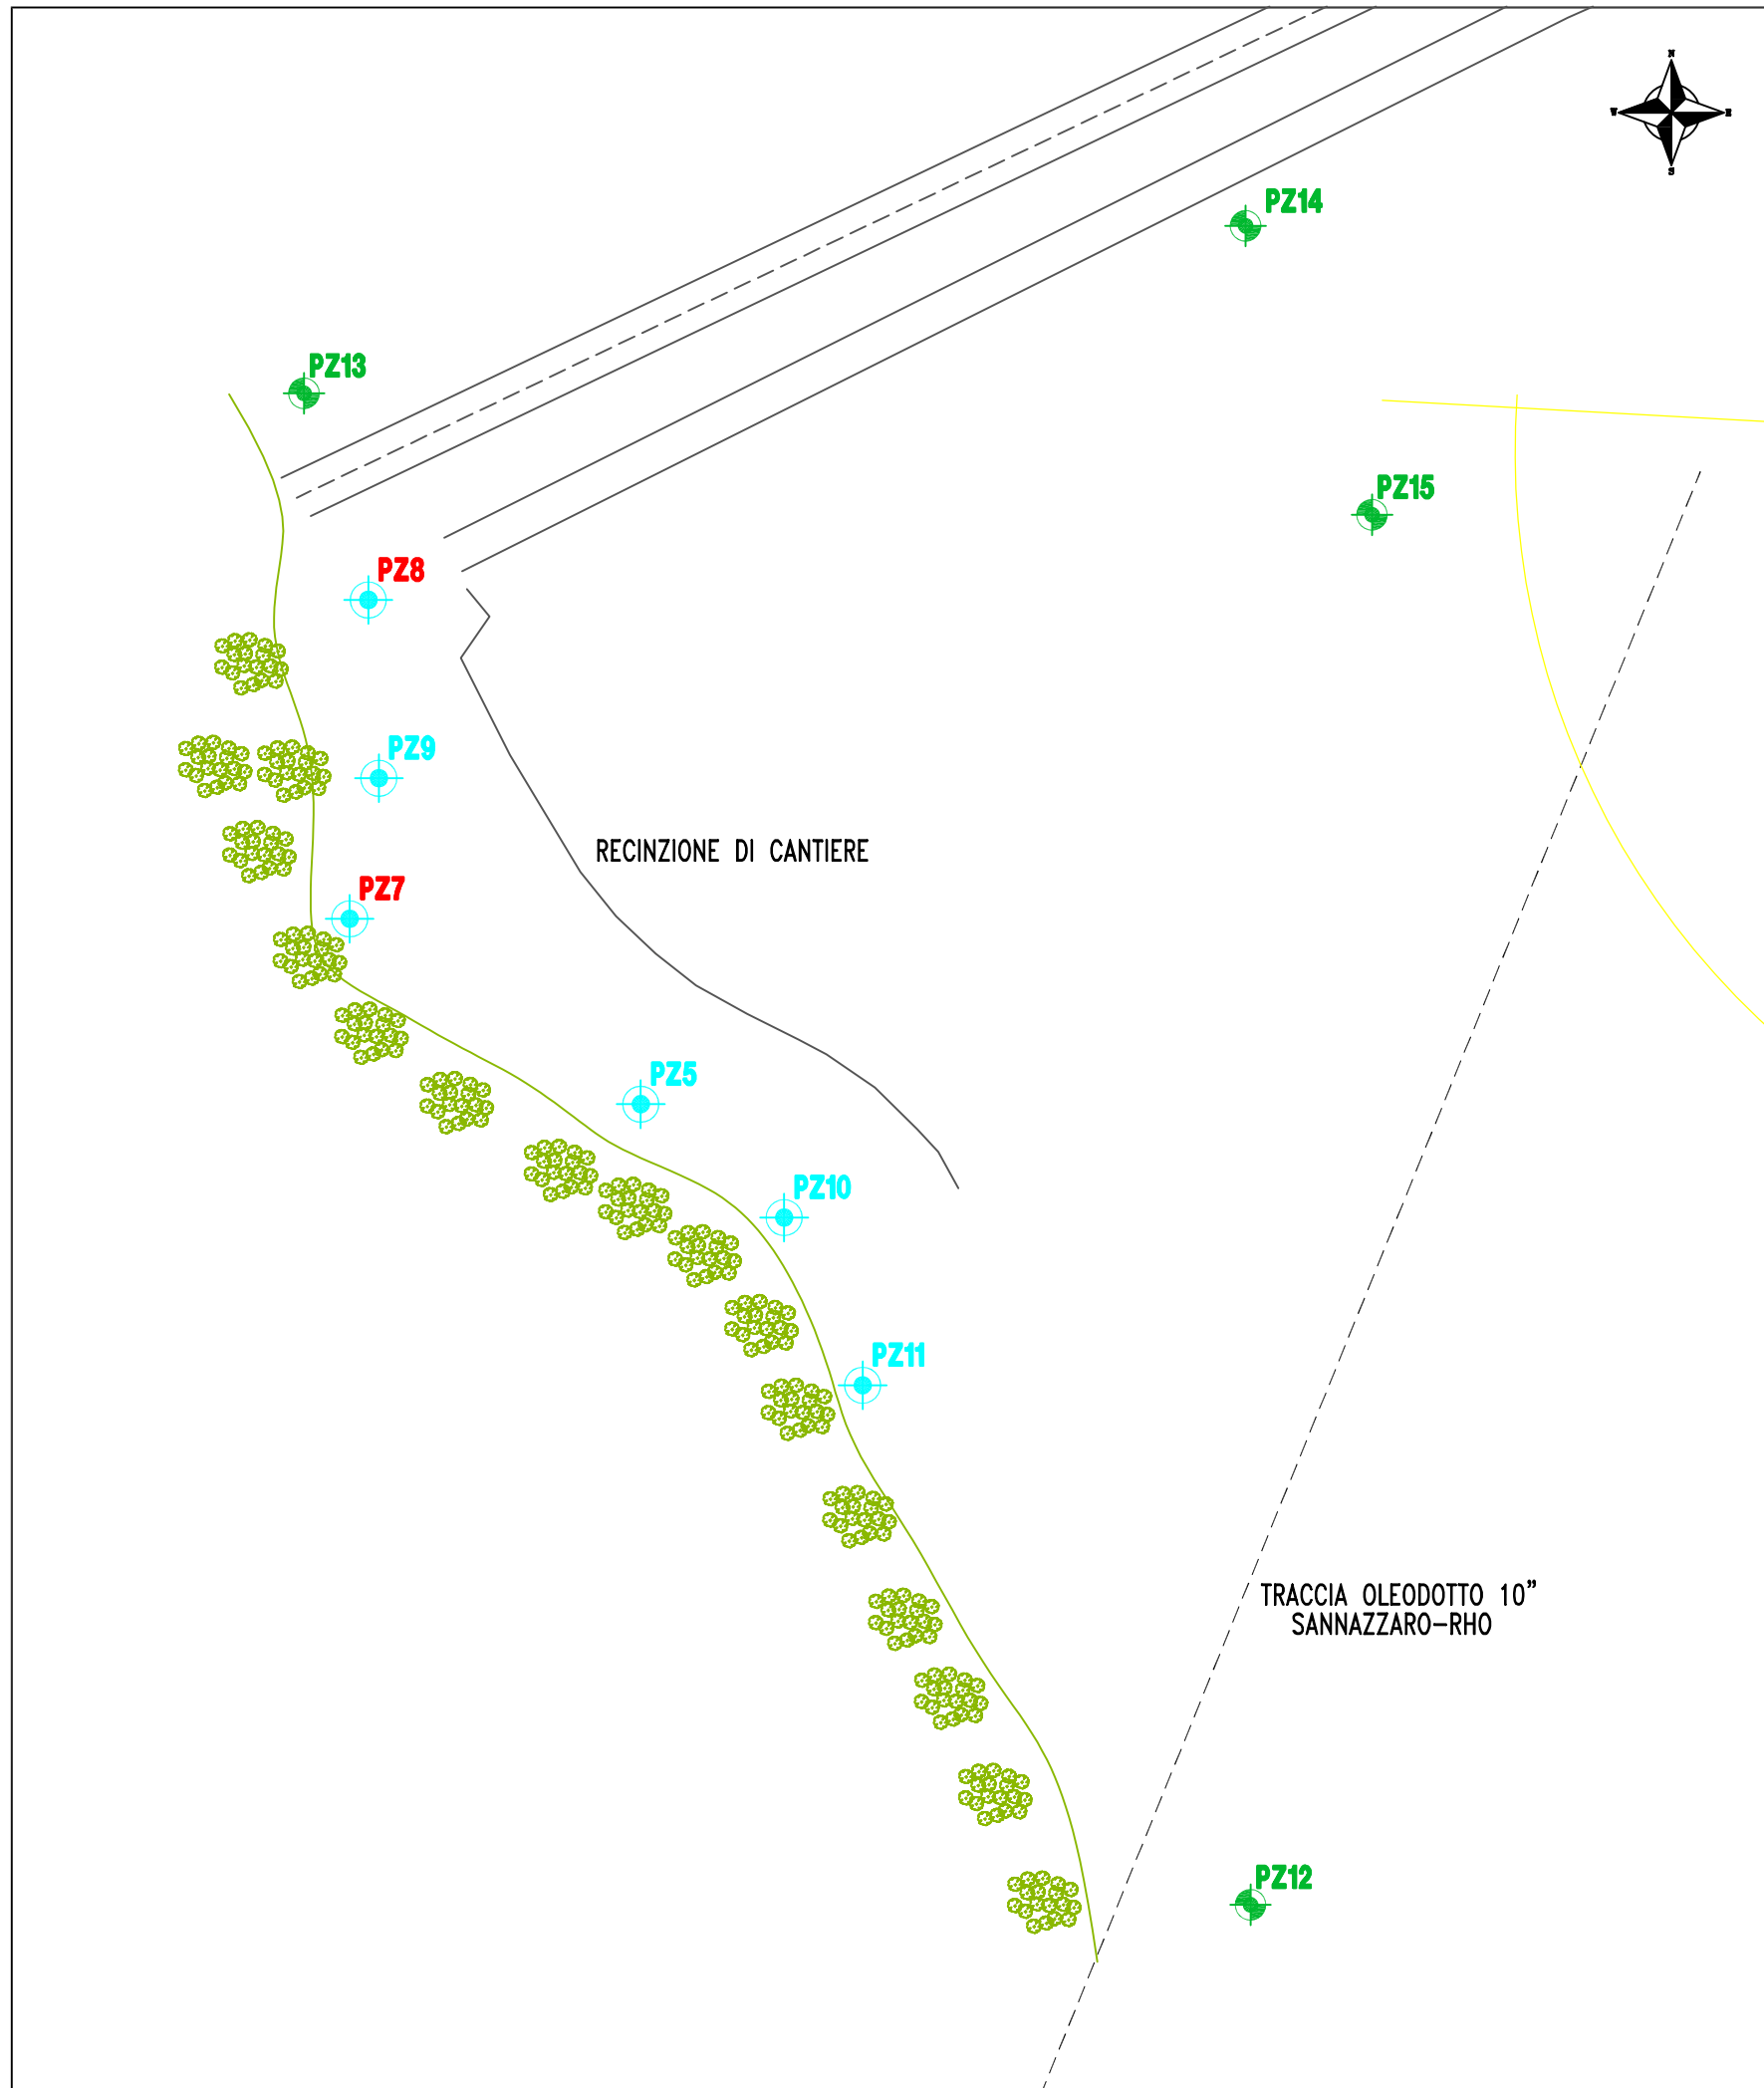 N
W
E
S
PZ14
PZ13
PZ15
PZ8
PZ9
RECINZIONE DI CANTIERE
PZ7
PZ5
PZ10
PZ11
TRACCIA OLEODOTTO 10”
SANNAZZARO-RHO
PZ12